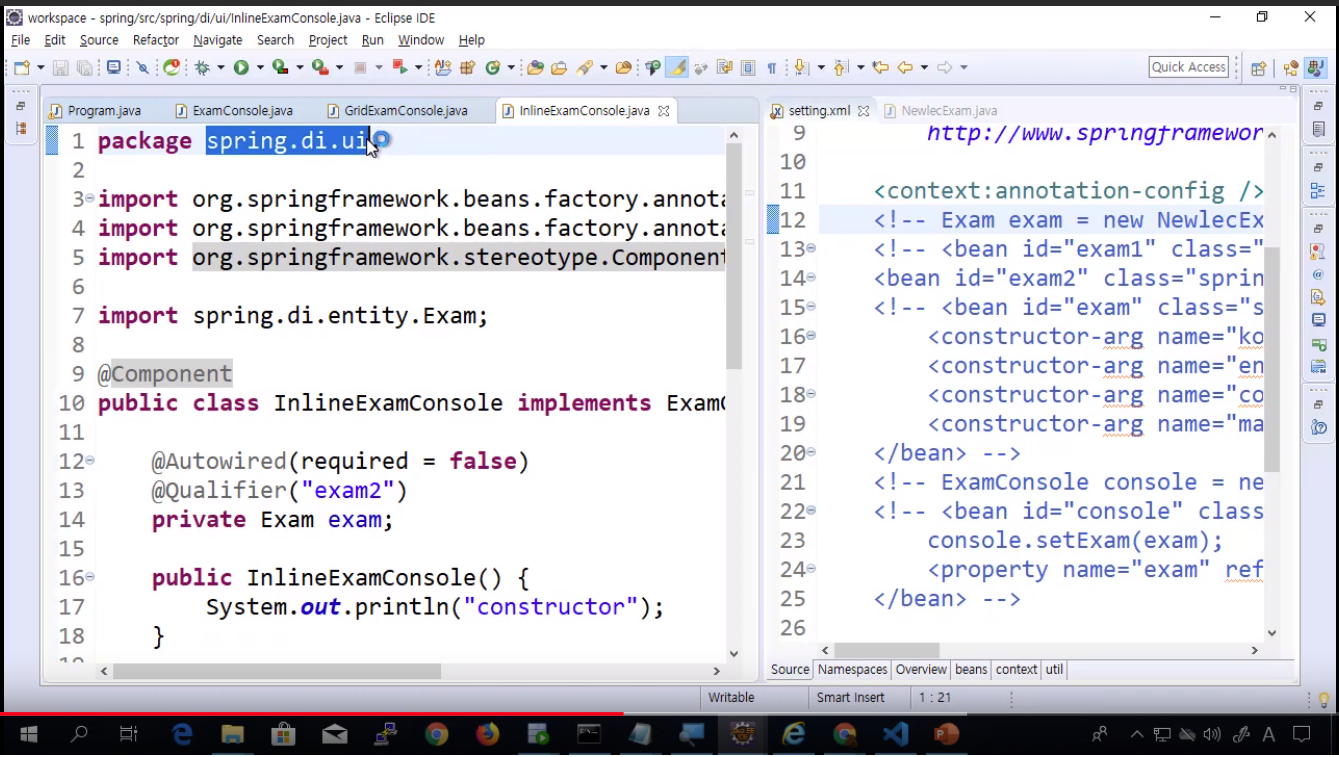 workspace - spring/src/spring/di/ui/InlineExamConsole.java - Eclipse IDE
File Edit Source Refactor Navigate Search Project Run Window Help
Quick Access
Program.java ExamConsole.java GridExamConsole.java InlineExamConsole.java
1 package spring.di.ui;
2
3 import org.springframework.beans.factory.annota
4 import org.springframework.beans.factory.annota
5 import org.springframework.stereotype.Component
6
7 import spring.di.entity.Exam;
8
9 @Component
10 public class InlineExamConsole implements Exam
11
12 @Autowired(required = false)
13 @Qualifier("exam2")
14 private Exam exam;
15
16 public InlineExamConsole() {
17 System.out.println("constructor");
18 }
setting.xml NewlecExam.java
9 http://www.springframewor
10
11 <context:annotation-config />
12 <!-- Exam exam = new NewlecEx
13 <!-- <bean id="exam1" class="
14 <bean id="exam2" class="sprin
15 <!-- <bean id="exam" class="s
16 <constructor-arg name="ko
17 <constructor-arg name="en
18 <constructor-arg name="co
19 <constructor-arg name="ma
20 </bean> -->
21 <!-- ExamConsole console = ne
22 <!-- <bean id="console" class
23 console.setExam(exam);
24 <property name="exam" ref
25 </bean> -->
26
Source Namespaces Overview beans context util
Writable Smart Insert 1 : 21
A